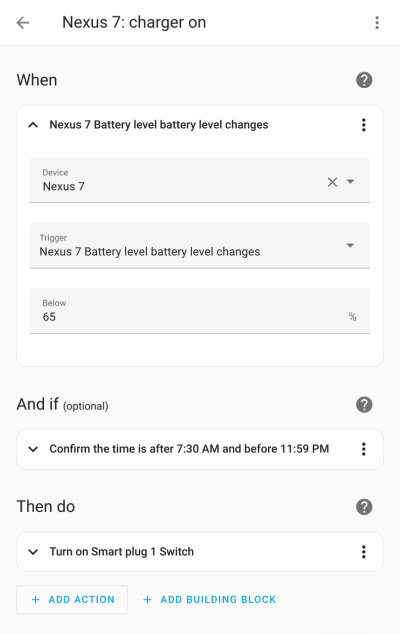 Nexus 7: charger on
When
Nexus 7 Battery level battery level changes
Device
Nexus 7
Trigger
Nexus 7 Battery level battery level changes
Below
65 %
And if (optional)
Confirm the time is after 7:30 AM and before 11:59 PM
Then do
Turn on Smart plug 1 Switch
+ ADD ACTION + ADD BUILDING BLOCK